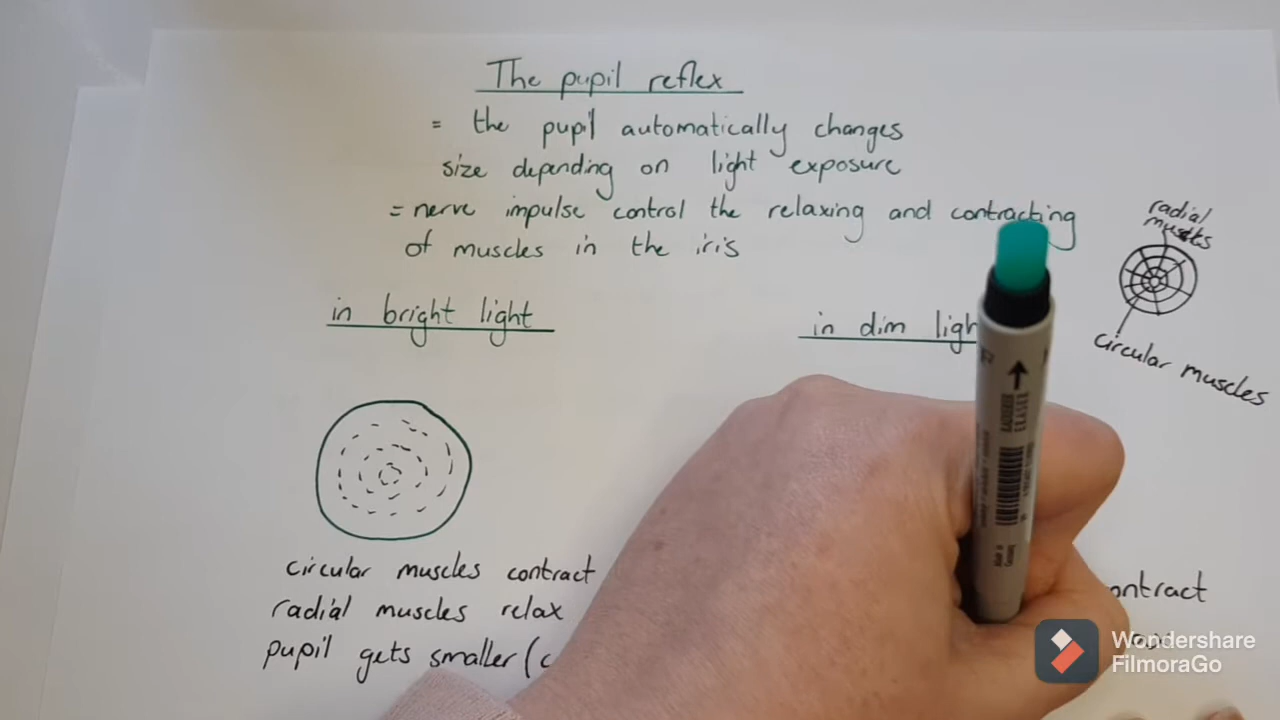 The pupil reflex
= the pupil automatically changes
size depending on light exposure
= nerve impulse control the relaxing and contracting
of muscles in the iris
radial
muscles
circular muscles
in bright light
in dim ligh
circular muscles contract
radial muscles relax
pupil gets smaller (c
ontract
Wondershare
FilmoraGo